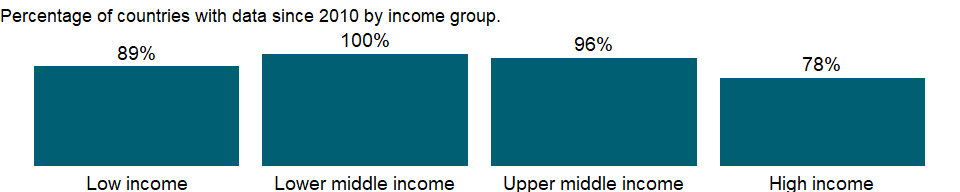 Percentage of countries with data since 2010 by income group.
89%
100%
96%
78%
Low income
Lower middle income
Upper middle income
High income